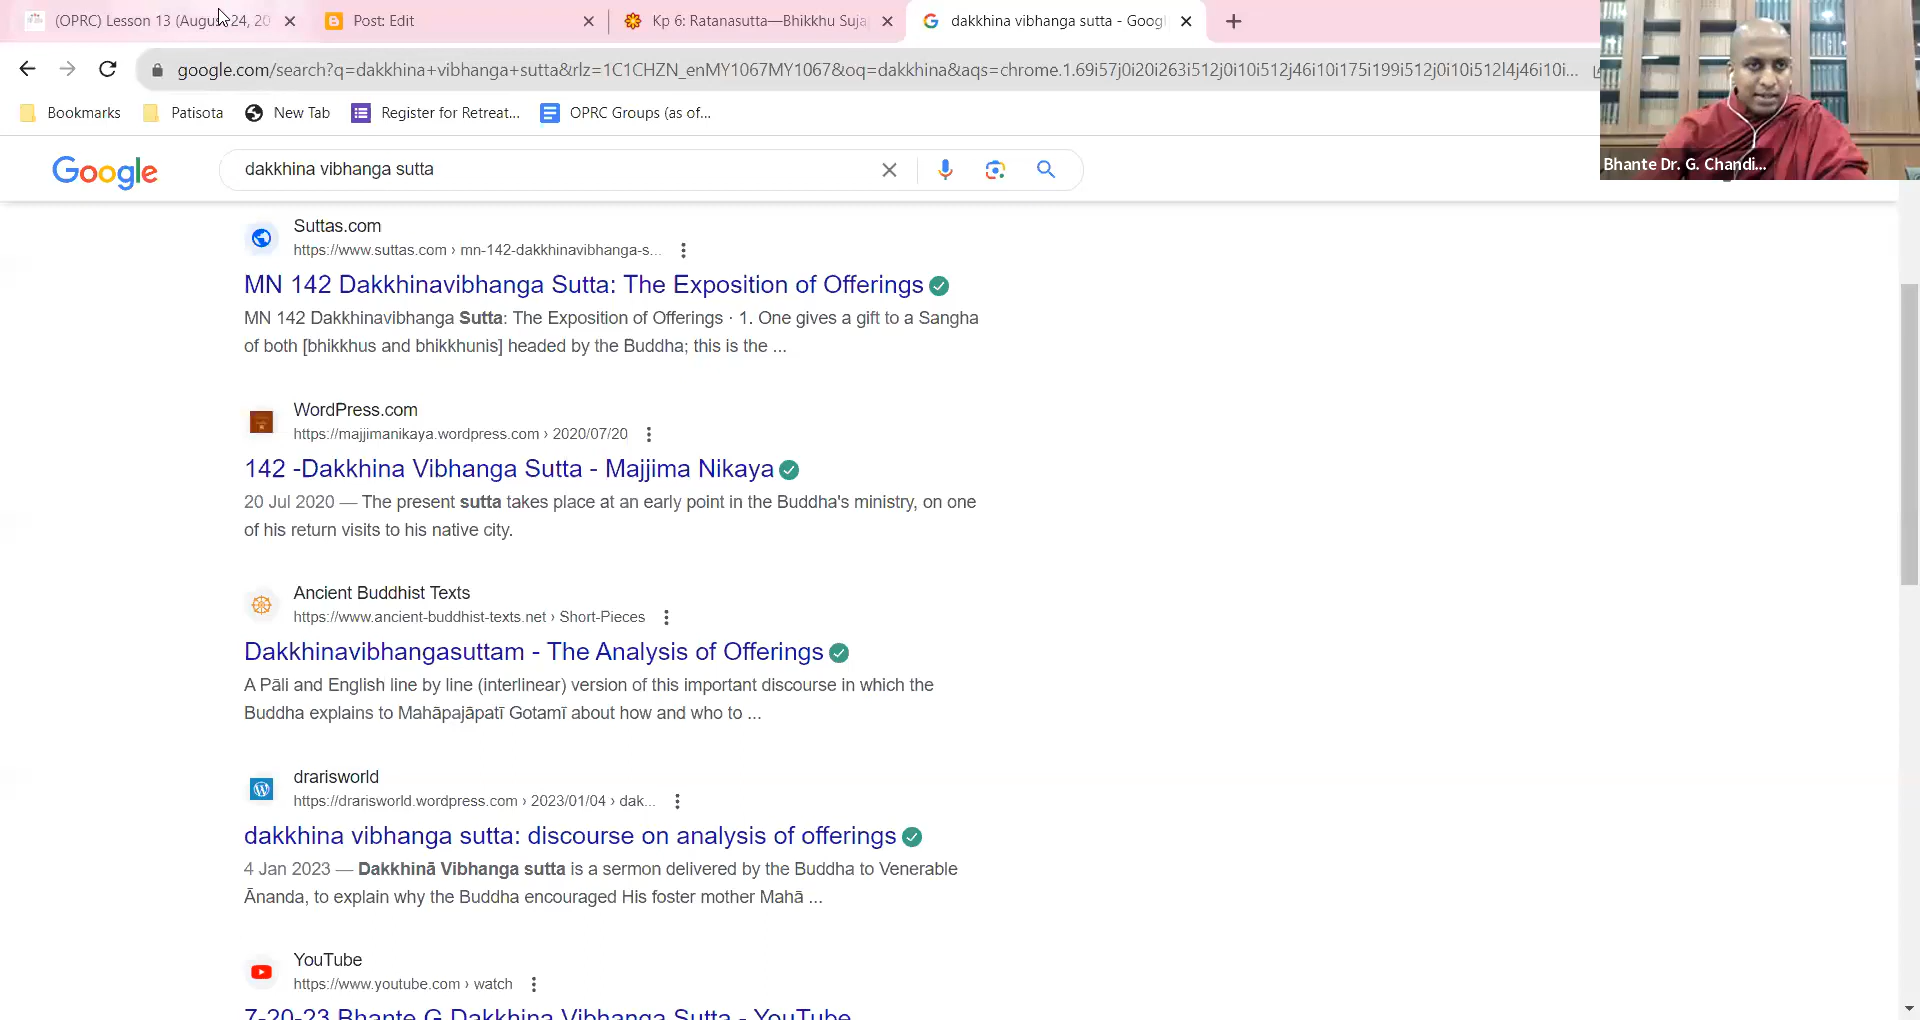 (OPRC) Lesson 13 (August 24, 20
Post: Edit
Kp 6: Ratanasutta—Bhikkhu Suja
dakkhina vibhanga sutta - Googl
google.com/search?q=dakkhina+vibhanga+sutta&rlz=1C1CHZN_enMY1067MY1067&oq=dakkhina&aqs=chrome.1.69i57j0i20i263i512j0i10i512j46i10i175i199i512j0i10i512l4j46i10i...
Bookmarks
Patisota
New Tab
Register for Retreat...
OPRC Groups (as of...
Bhante Dr. G. Chandi...
Google
dakkhina vibhanga sutta
Suttas.com
https://www.suttas.com › mn-142-dakkhinavibhanga-s...
MN 142 Dakkhinavibhanga Sutta: The Exposition of Offerings
MN 142 Dakkhinavibhanga Sutta: The Exposition of Offerings · 1. One gives a gift to a Sangha
of both [bhikkhus and bhikkhunis] headed by the Buddha; this is the ...
WordPress.com
https://majjimanikaya.wordpress.com › 2020/07/20
142 -Dakkhina Vibhanga Sutta - Majjima Nikaya
20 Jul 2020 — The present sutta takes place at an early point in the Buddha's ministry, on one
of his return visits to his native city.
Ancient Buddhist Texts
https://www.ancient-buddhist-texts.net › Short-Pieces
Dakkhinavibhangasuttam - The Analysis of Offerings
A Pāli and English line by line (interlinear) version of this important discourse in which the
Buddha explains to Mahāpajāpatī Gotamī about how and who to ...
drarisworld
https://drarisworld.wordpress.com › 2023/01/04 › dak...
dakkhina vibhanga sutta: discourse on analysis of offerings
4 Jan 2023 — Dakkhinā Vibhanga sutta is a sermon delivered by the Buddha to Venerable
Ānanda, to explain why the Buddha encouraged His foster mother Mahā ...
YouTube
https://www.youtube.com › watch
7-20-23 Bhante G Dakkhina Vibhanga Sutta - YouTube